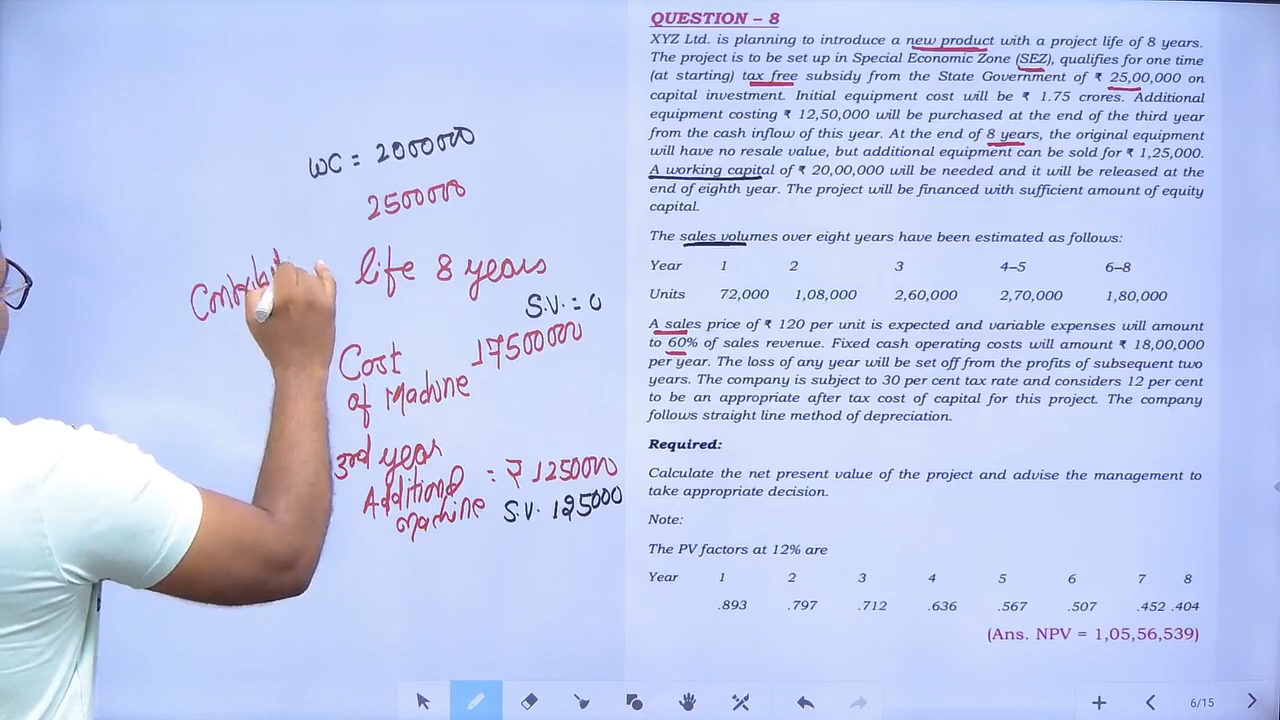 WC = 2000000
2500000
life 8 years
S.V. = 0
Cost 17500000
of Machine
3rd year
Additional = ₹ 1250000
Machine S.V. 125000
QUESTION – 8
XYZ Ltd. is planning to introduce a new product with a project life of 8 years.
The project is to be set up in Special Economic Zone (SEZ), qualifies for one time
(at starting) tax free subsidy from the State Government of ₹ 25,00,000 on
capital investment. Initial equipment cost will be ₹ 1.75 crores. Additional
equipment costing ₹ 12,50,000 will be purchased at the end of the third year
from the cash inflow of this year. At the end of 8 years, the original equipment
will have no resale value, but additional equipment can be sold for ₹ 1,25,000.
A working capital of ₹ 20,00,000 will be needed and it will be released at the
end of eighth year. The project will be financed with sufficient amount of equity
capital.
The sales volumes over eight years have been estimated as follows:
Year 1 2 3 4–5 6–8
Units 72,000 1,08,000 2,60,000 2,70,000 1,80,000
A sales price of ₹ 120 per unit is expected and variable expenses will amount
to 60% of sales revenue. Fixed cash operating costs will amount ₹ 18,00,000
per year. The loss of any year will be set off from the profits of subsequent two
years. The company is subject to 30 per cent tax rate and considers 12 per cent
to be an appropriate after tax cost of capital for this project. The company
follows straight line method of depreciation.
Required:
Calculate the net present value of the project and advise the management to
take appropriate decision.
Note:
The PV factors at 12% are
Year 1 2 3 4 5 6 7 8
.893 .797 .712 .636 .567 .507 .452 .404
(Ans. NPV = 1,05,56,539)
6/15